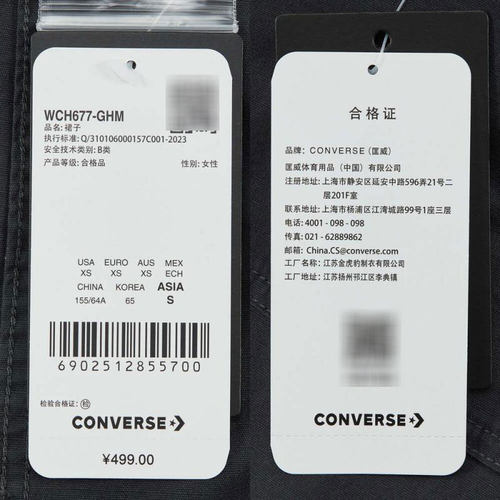 WCH677-GHM
品名: 裙子
执行标准: Q/310106000157C001-2023
安全技术类别: B类
产品等级: 合格品 性别: 女性
USA EURO AUS MEX
XS XS XS ECH
CHINA KOREA ASIA
155/64A 65 S
6902512855700
检验合格证: 检
CONVERSE
¥499.00
合格证
品牌: CONVERSE (匡威)
匡威体育用品（中国）有限公司
注册地址: 上海市静安区延安中路596弄21号二
层201F室
联系地址: 上海市杨浦区江湾城路99号1座三层
电话: 4001 - 098 - 098
传真: 021 - 62889862
邮箱: China.CS@converse.com
工厂名称: 江苏金虎豹制衣有限公司
工厂地址: 江苏扬州邗江区李典镇
CONVERSE